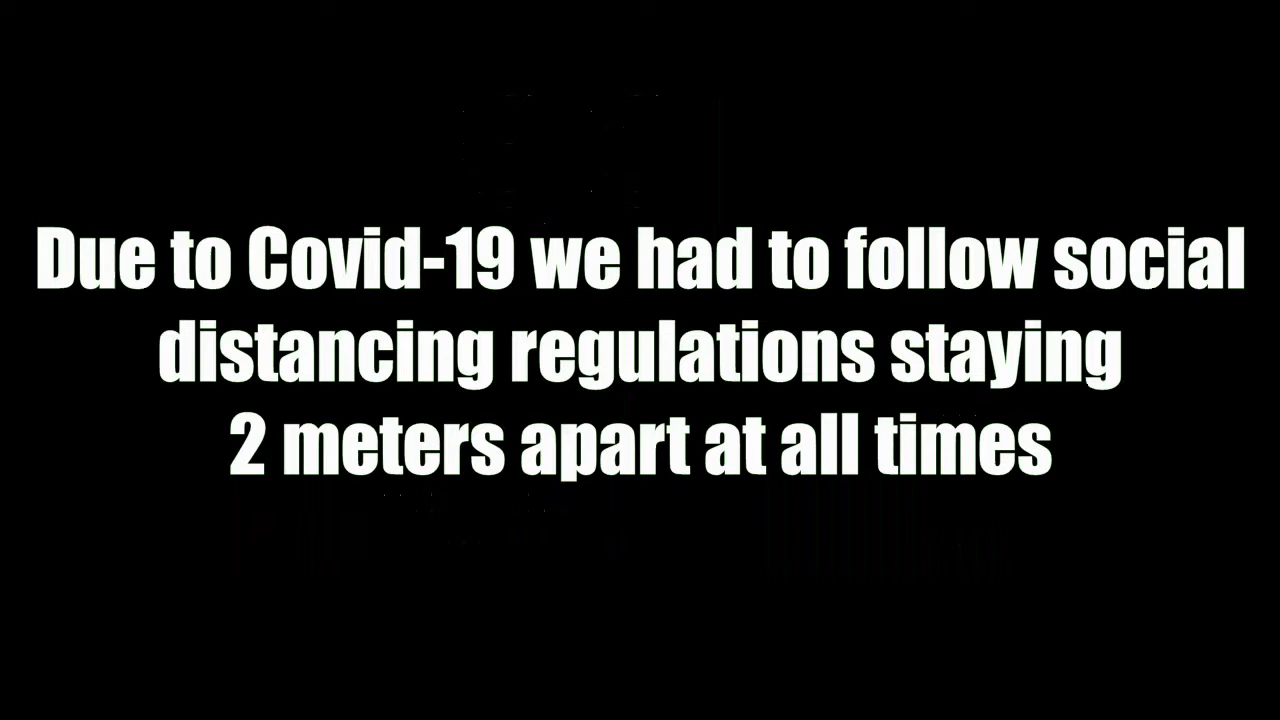 Due to Covid-19 we had to follow social
distancing regulations staying
2 meters apart at all times